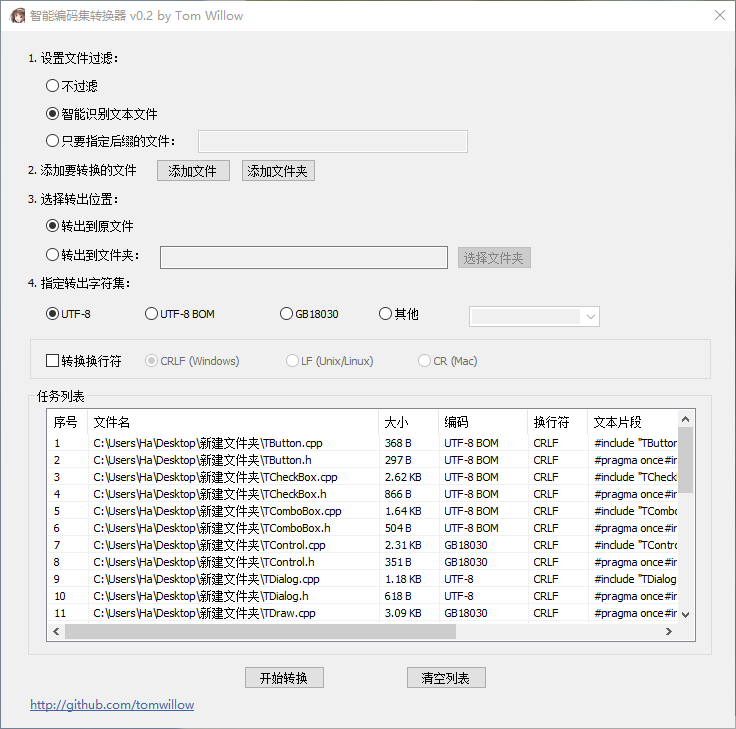 智能编码集转换器 v0.2 by Tom Willow
1. 设置文件过滤：
不过滤
智能识别文本文件
只要指定后缀的文件：
2. 添加要转换的文件 添加文件 添加文件夹
3. 选择转出位置：
转出到原文件
转出到文件夹： 选择文件夹
4. 指定转出字符集：
UTF-8 UTF-8 BOM GB18030 其他
转换换行符 CRLF (Windows) LF (Unix/Linux) CR (Mac)
任务列表
序号 文件名 大小 编码 换行符 文本片段
1 C:\Users\Ha\Desktop\新建文件夹\TButton.cpp 368 B UTF-8 BOM CRLF #include "TButton
2 C:\Users\Ha\Desktop\新建文件夹\TButton.h 297 B UTF-8 BOM CRLF #pragma once#in
3 C:\Users\Ha\Desktop\新建文件夹\TCheckBox.cpp 2.62 KB UTF-8 BOM CRLF #include "TCheck
4 C:\Users\Ha\Desktop\新建文件夹\TCheckBox.h 866 B UTF-8 BOM CRLF #pragma once#in
5 C:\Users\Ha\Desktop\新建文件夹\TComboBox.cpp 1.64 KB UTF-8 BOM CRLF #include "TComb
6 C:\Users\Ha\Desktop\新建文件夹\TComboBox.h 504 B UTF-8 BOM CRLF #pragma once#in
7 C:\Users\Ha\Desktop\新建文件夹\TControl.cpp 2.31 KB GB18030 CRLF #include "TContro
8 C:\Users\Ha\Desktop\新建文件夹\TControl.h 351 B GB18030 CRLF #pragma once#in
9 C:\Users\Ha\Desktop\新建文件夹\TDialog.cpp 1.18 KB UTF-8 CRLF #include "TDialog
10 C:\Users\Ha\Desktop\新建文件夹\TDialog.h 618 B UTF-8 CRLF #pragma once#in
11 C:\Users\Ha\Desktop\新建文件夹\TDraw.cpp 3.09 KB GB18030 CRLF #pragma once#in
开始转换 清空列表
http://github.com/tomwillow